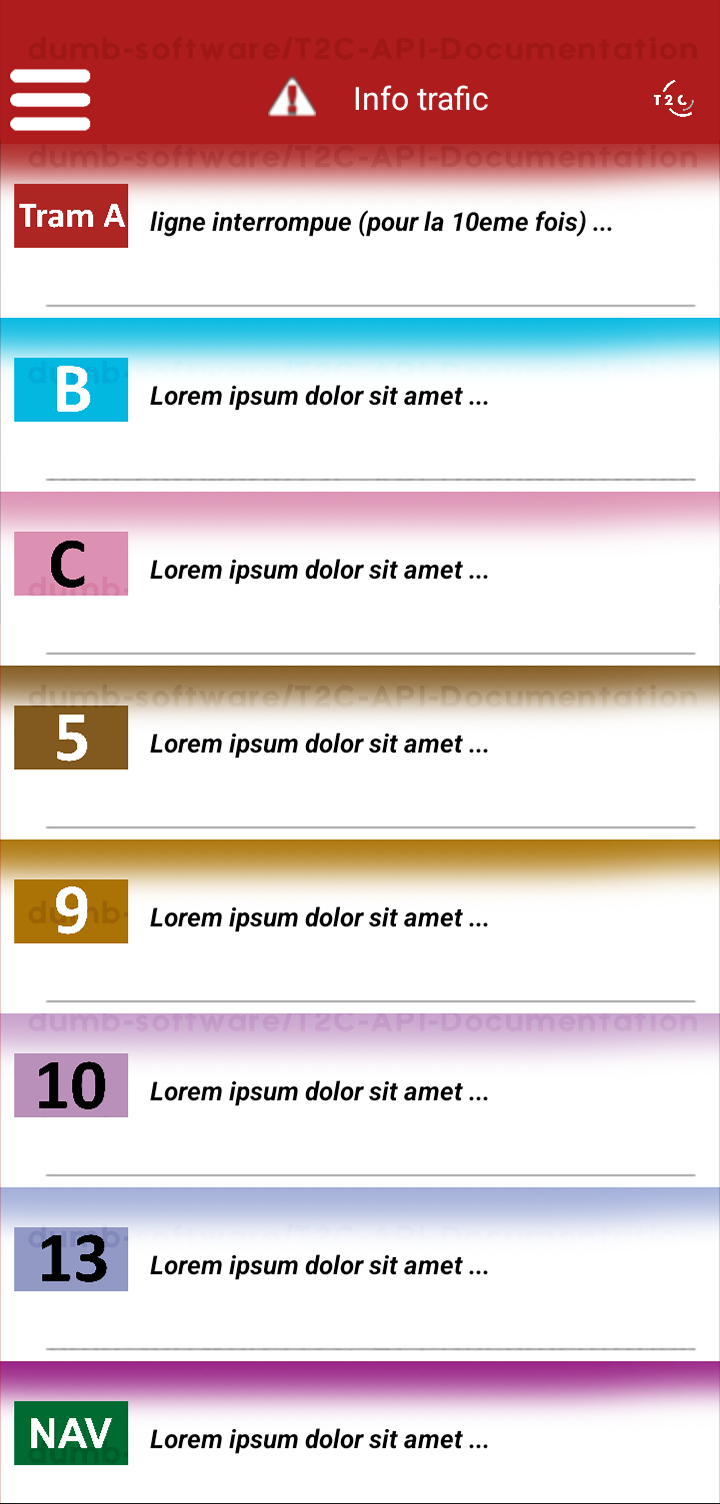 dumb-software/T2C-API-Documentation
Info trafic
T2C
dumb-software/T2C-API-Documentation
Tram A
ligne interrompue (pour la 10eme fois) ...
B
Lorem ipsum dolor sit amet ...
C
Lorem ipsum dolor sit amet ...
dumb-software/T2C-API-Documentation
5
Lorem ipsum dolor sit amet ...
9
Lorem ipsum dolor sit amet ...
dumb-software/T2C-API-Documentation
10
Lorem ipsum dolor sit amet ...
13
Lorem ipsum dolor sit amet ...
NAV
Lorem ipsum dolor sit amet ...